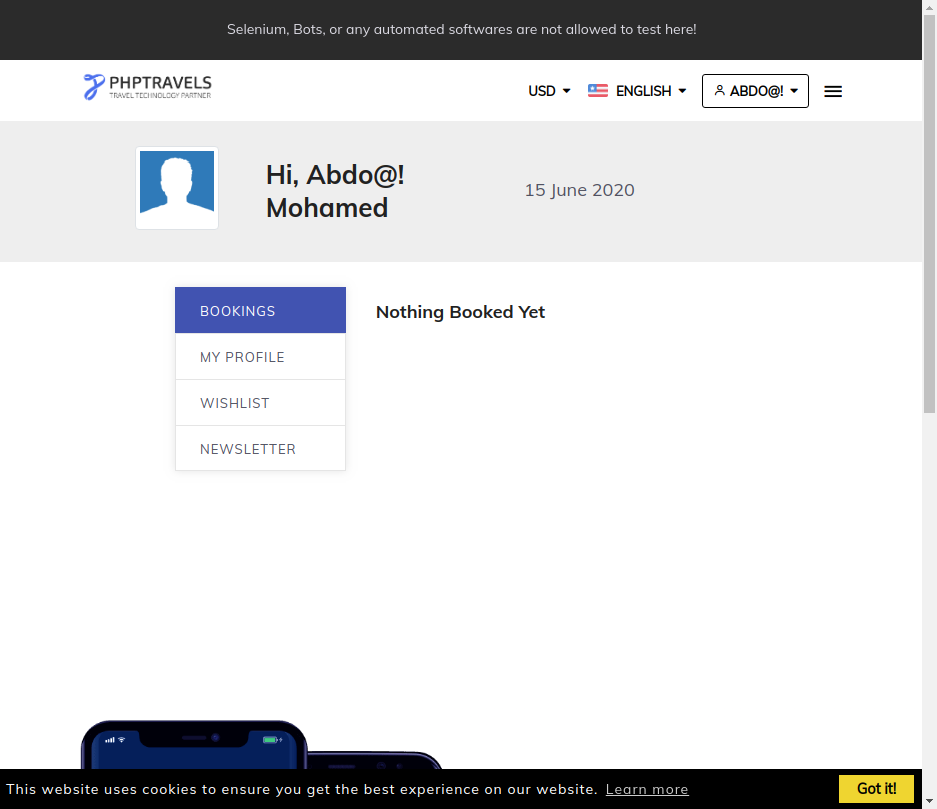 Selenium, Bots, or any automated softwares are not allowed to test here!
PHPTRAVELS
TRAVEL TECHNOLOGY PARTNER
USD
ENGLISH
ABDO@!
Hi, Abdo@!
Mohamed
15 June 2020
BOOKINGS
Nothing Booked Yet
MY PROFILE
WISHLIST
NEWSLETTER
This website uses cookies to ensure you get the best experience on our website. Learn more
Got it!